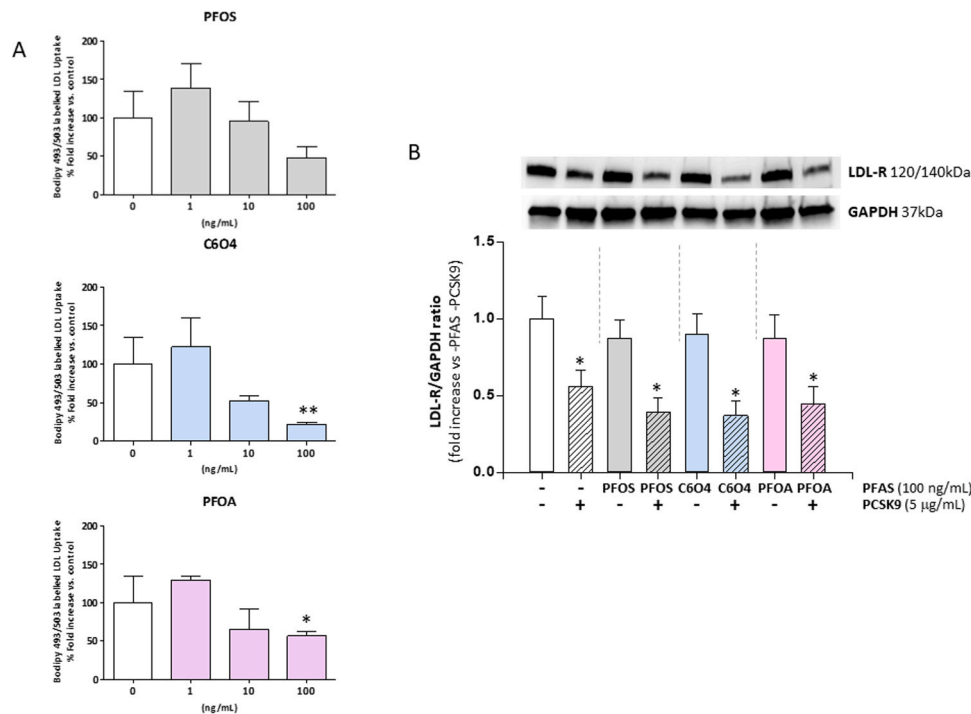 A
PFOS
Bodipy 493/503 labelled LDL Uptake
% Fold increase vs. control
200
150
100
50
0
0 1 10 100
(ng/mL)
C6O4
Bodipy 493/503 labelled LDL Uptake
% Fold increase vs. control
200
150
100
50
0
**
0 1 10 100
(ng/mL)
PFOA
Bodipy 493/503 labelled LDL Uptake
% Fold increase vs. control
200
150
100
50
0
*
0 1 10 100
(ng/mL)
B
LDL-R 120/140kDa
GAPDH 37kDa
LDL-R/GAPDH ratio
(fold increase vs -PFAS -PCSK9)
1.5
1.0
0.5
0.0
* * * *
- - PFOS PFOS C6O4 C6O4 PFOA PFOA PFAS (100 ng/mL)
- + - + - + - + PCSK9 (5 µg/mL)